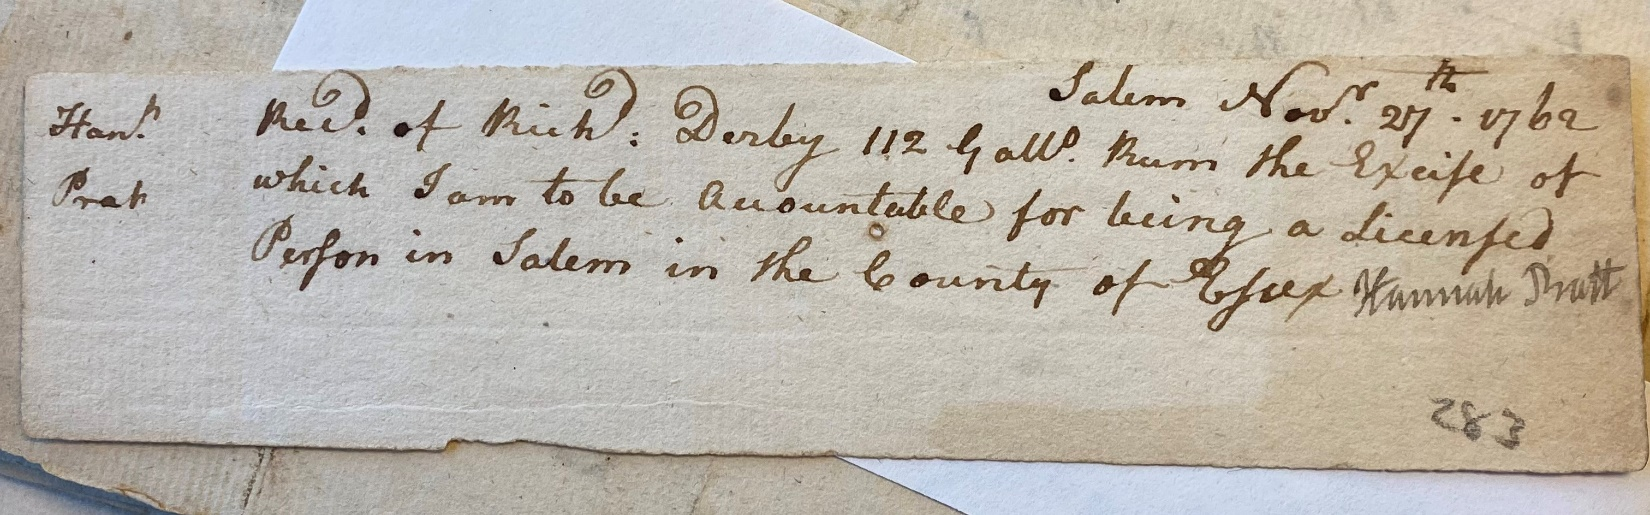 Salem Novr. 27th. 1762
Hanh. Recd. of Richd: Derby 112 Galls. Rum the Excise of
Prat which I am to be Accountable for being a Licensed
Person in Salem in the County of Essex Hannah Pratt
283